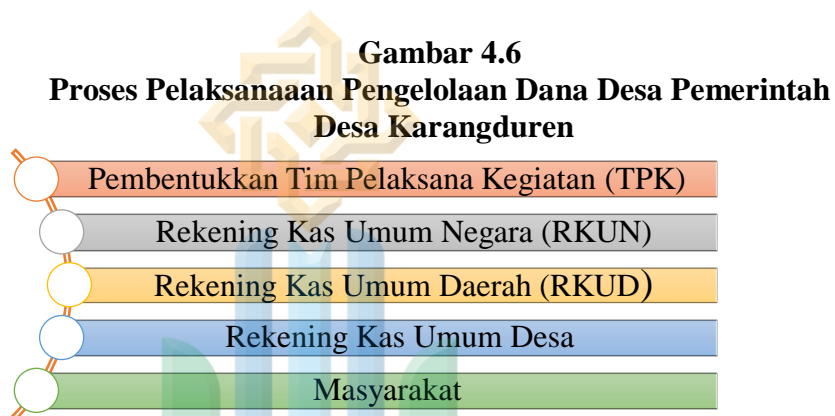 Gambar 4.6
Proses Pelaksanaaan Pengelolaan Dana Desa Pemerintah
Desa Karangduren
Pembentukkan Tim Pelaksana Kegiatan (TPK)
Rekening Kas Umum Negara (RKUN)
Rekening Kas Umum Daerah (RKUD)
Rekening Kas Umum Desa
Masyarakat